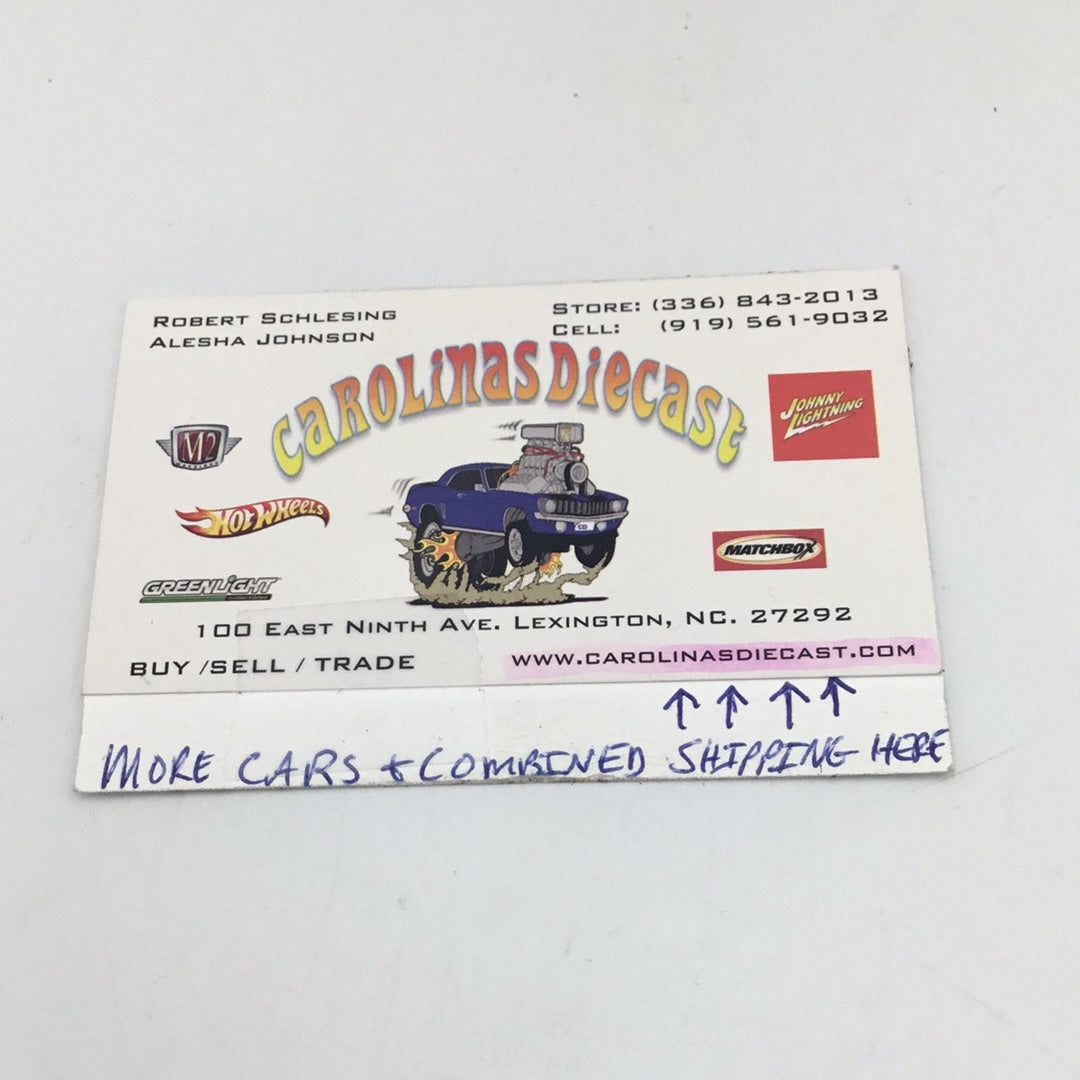 ROBERT SCHLESING
ALESHA JOHNSON
STORE: (336) 843-2013
CELL: (919) 561-9032
CAROLINAS DIECAST
M2
JOHNNY
LIGHTNING
HOT WHEELS
CD
MATCHBOX
GREENLIGHT
100 EAST NINTH AVE. LEXINGTON, NC. 27292
BUY /SELL / TRADE
WWW.CAROLINASDIECAST.COM
↑ ↑ ↑ ↑
MORE CARS + COMBINED SHIPPING HERE